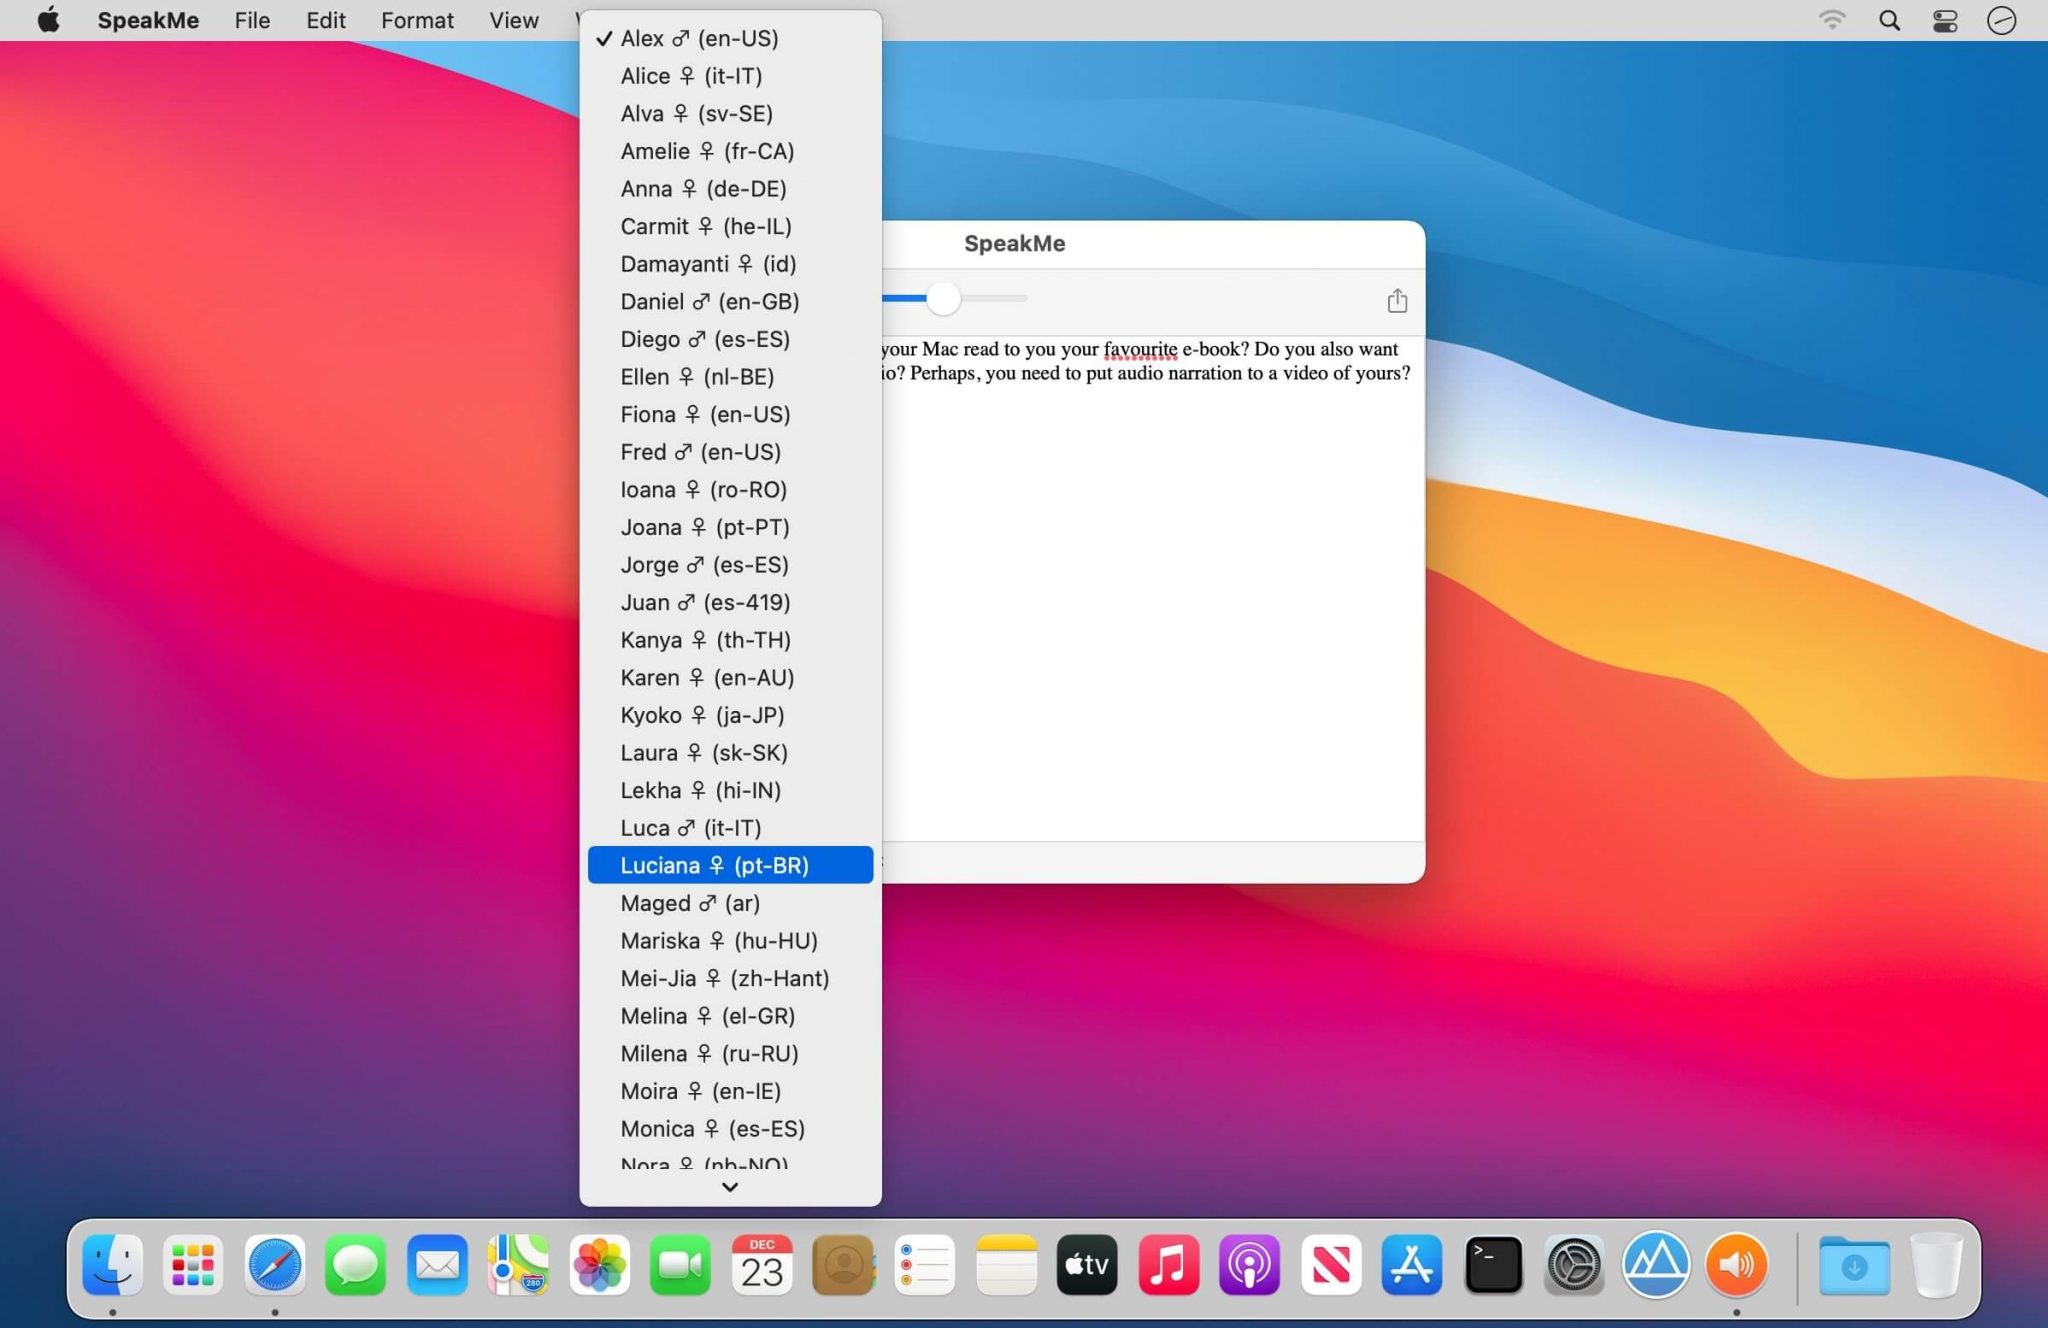 SpeakMe File Edit Format View
✓ Alex ♂ (en-US)
Alice ♀ (it-IT)
Alva ♀ (sv-SE)
Amelie ♀ (fr-CA)
Anna ♀ (de-DE)
Carmit ♀ (he-IL)
Damayanti ♀ (id)
Daniel ♂ (en-GB)
Diego ♂ (es-ES)
Ellen ♀ (nl-BE)
Fiona ♀ (en-US)
Fred ♂ (en-US)
Ioana ♀ (ro-RO)
Joana ♀ (pt-PT)
Jorge ♂ (es-ES)
Juan ♂ (es-419)
Kanya ♀ (th-TH)
Karen ♀ (en-AU)
Kyoko ♀ (ja-JP)
Laura ♀ (sk-SK)
Lekha ♀ (hi-IN)
Luca ♂ (it-IT)
Luciana ♀ (pt-BR)
Maged ♂ (ar)
Mariska ♀ (hu-HU)
Mei-Jia ♀ (zh-Hant)
Melina ♀ (el-GR)
Milena ♀ (ru-RU)
Moira ♀ (en-IE)
Monica ♀ (es-ES)
Nora ♀ (nb-NO)
SpeakMe
your Mac read to you your favourite e-book? Do you also want
Perhaps, you need to put audio narration to a video of yours?
280
DEC
23
tv
>_